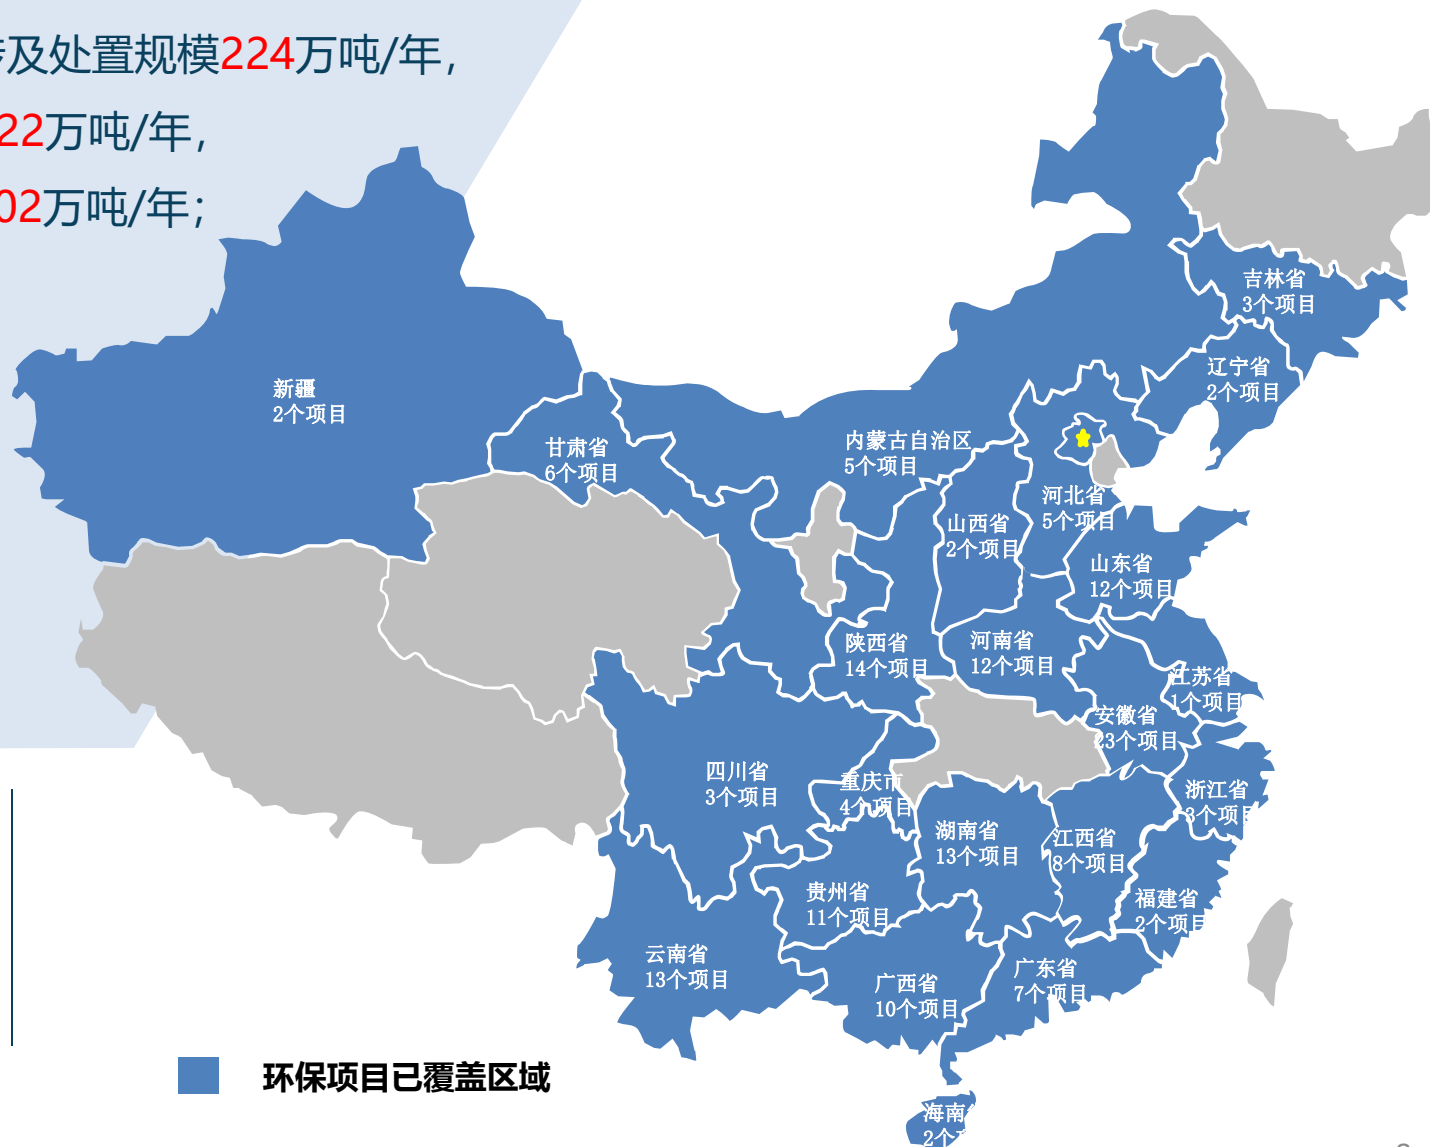 及处置规模224万吨/年，
22万吨/年，
02万吨/年；
吉林省
3个项目
辽宁省
2个项目
新疆
2个项目
甘肃省
6个项目
内蒙古自治区
5个项目
河北省
5个项目
山西省
2个项目
山东省
12个项目
陕西省
14个项目
河南省
12个项目
江苏省
1个项目
安徽省
23个项目
四川省
3个项目
重庆市
4个项目
浙江省
3个项目
湖南省
13个项目
江西省
8个项目
贵州省
11个项目
福建省
2个项目
云南省
13个项目
广西省
10个项目
广东省
7个项目
环保项目已覆盖区域
海南
2个